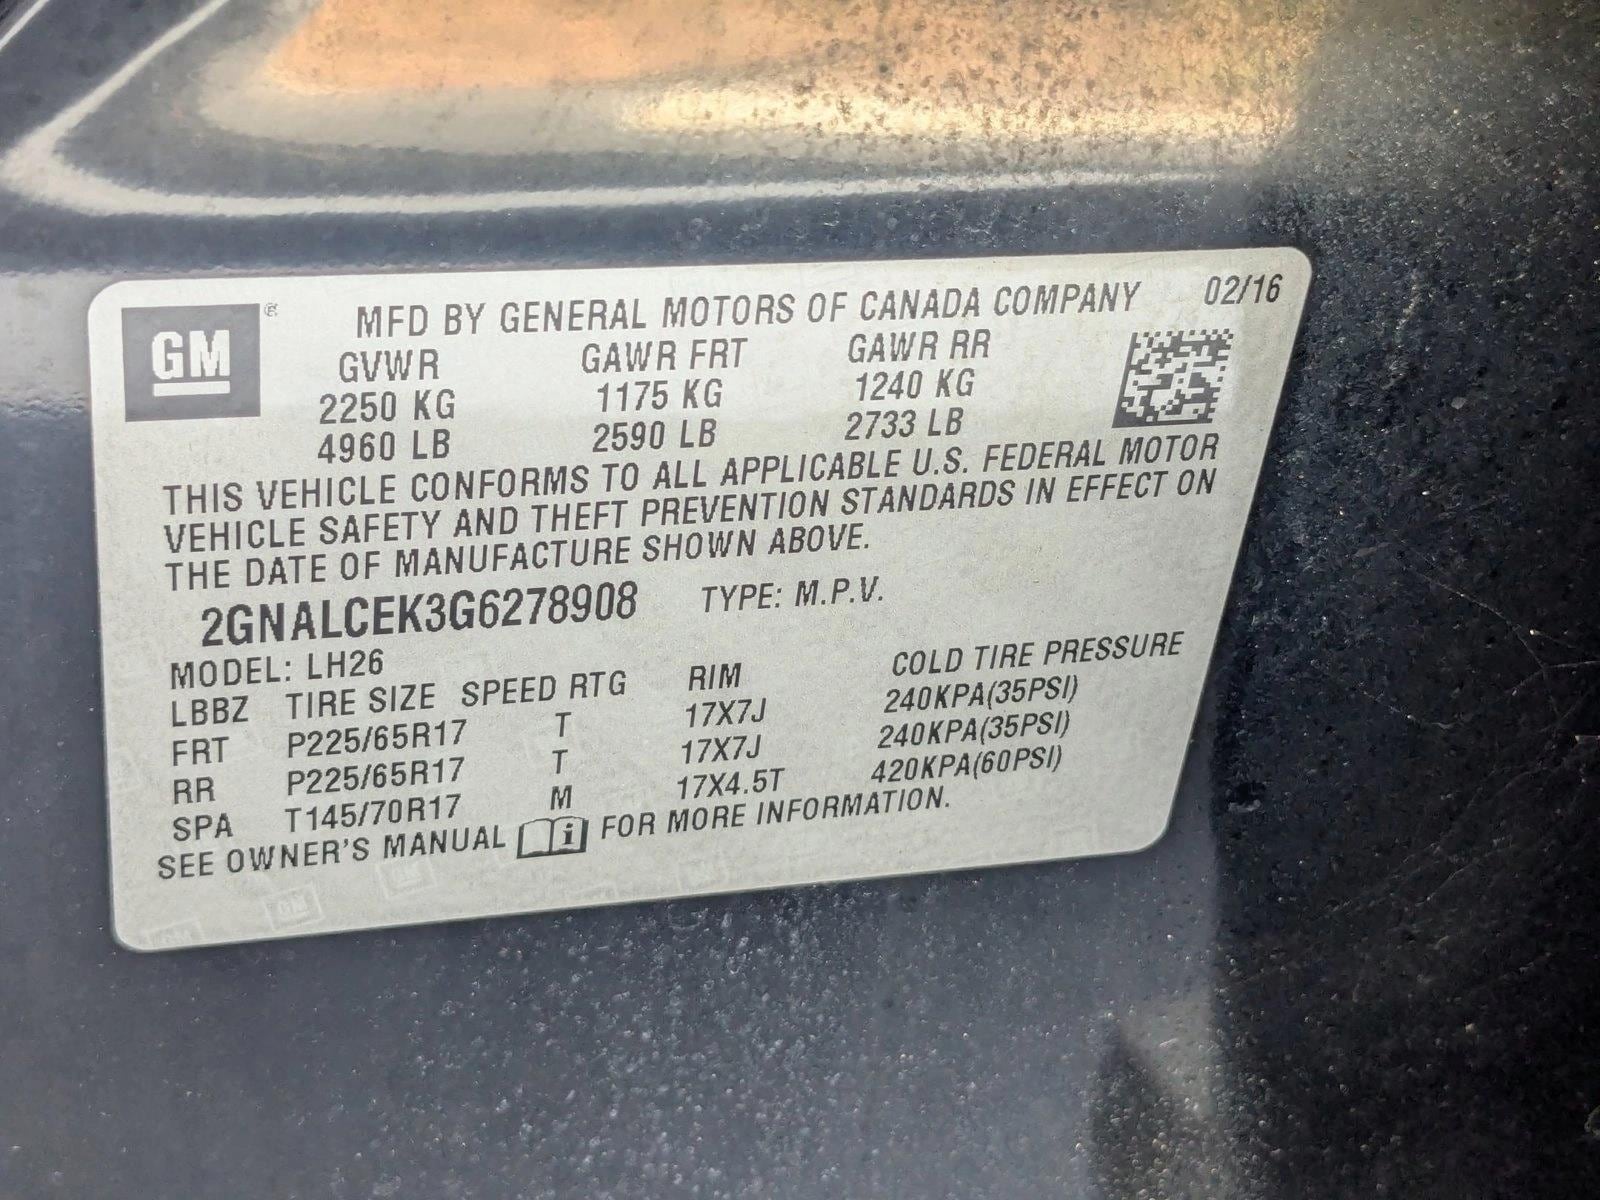 GM ® MFD BY GENERAL MOTORS OF CANADA COMPANY 02/16
GVWR GAWR FRT GAWR RR
2250 KG 1175 KG 1240 KG
4960 LB 2590 LB 2733 LB
THIS VEHICLE CONFORMS TO ALL APPLICABLE U.S. FEDERAL MOTOR
VEHICLE SAFETY AND THEFT PREVENTION STANDARDS IN EFFECT ON
THE DATE OF MANUFACTURE SHOWN ABOVE.
2GNALCEK3G6278908 TYPE: M.P.V.
MODEL: LH26
LBBZ TIRE SIZE SPEED RTG RIM COLD TIRE PRESSURE
FRT P225/65R17 T 17X7J 240KPA(35PSI)
RR P225/65R17 T 17X7J 240KPA(35PSI)
SPA T145/70R17 M 17X4.5T 420KPA(60PSI)
SEE OWNER'S MANUAL i FOR MORE INFORMATION.
GM